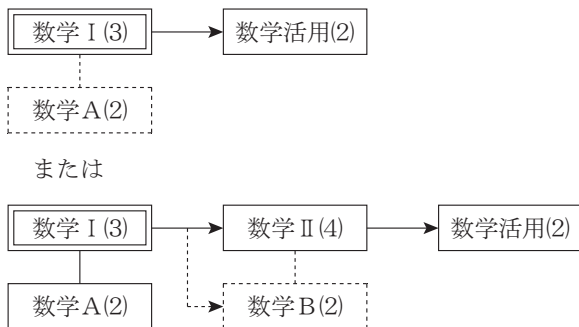 数学Ⅰ(3) 数学活用(2)
数学A(2)
または
数学Ⅰ(3) 数学Ⅱ(4) 数学活用(2)
数学A(2) 数学B(2)